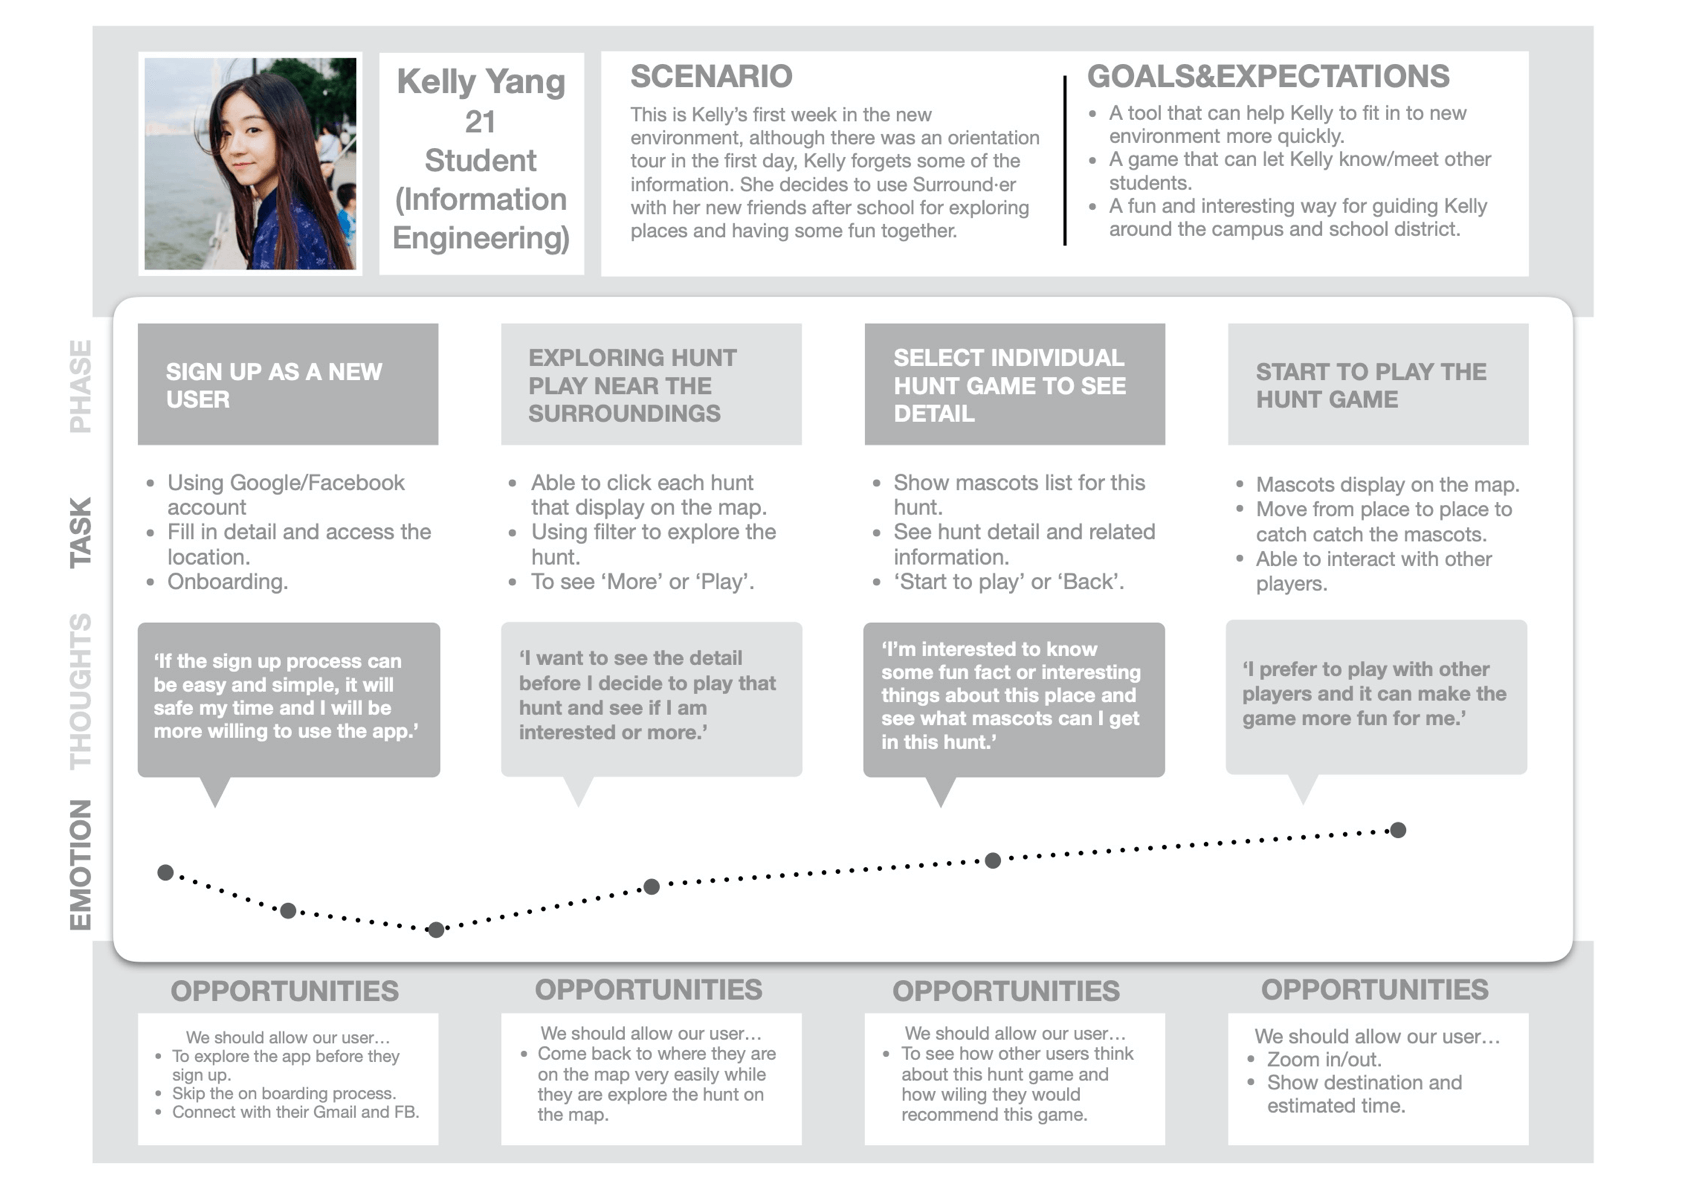 Kelly Yang
21
Student
(Information
Engineering)
SCENARIO
This is Kelly’s first week in the new
environment, although there was an orientation
tour in the first day, Kelly forgets some of the
information. She decides to use Surround·er
with her new friends after school for exploring
places and having some fun together.
GOALS&EXPECTATIONS
• A tool that can help Kelly to fit in to new
environment more quickly.
• A game that can let Kelly know/meet other
students.
• A fun and interesting way for guiding Kelly
around the campus and school district.
PHASE
SIGN UP AS A NEW
USER
EXPLORING HUNT
PLAY NEAR THE
SURROUNDINGS
SELECT INDIVIDUAL
HUNT GAME TO SEE
DETAIL
START TO PLAY THE
HUNT GAME
TASK
• Using Google/Facebook
account
• Fill in detail and access the
location.
• Onboarding.
• Able to click each hunt
that display on the map.
• Using filter to explore the
hunt.
• To see ‘More’ or ‘Play’.
• Show mascots list for this
hunt.
• See hunt detail and related
information.
• ‘Start to play’ or ‘Back’.
• Mascots display on the map.
• Move from place to place to
catch catch the mascots.
• Able to interact with other
players.
THOUGHTS
‘If the sign up process can
be easy and simple, it will
safe my time and I will be
more willing to use the app.’
‘I want to see the detail
before I decide to play that
hunt and see if I am
interested or more.’
‘I’m interested to know
some fun fact or interesting
things about this place and
see what mascots can I get
in this hunt.’
‘I prefer to play with other
players and it can make the
game more fun for me.’
EMOTION
OPPORTUNITIES
We should allow our user…
• To explore the app before they
sign up.
• Skip the on boarding process.
• Connect with their Gmail and FB.
OPPORTUNITIES
We should allow our user…
• Come back to where they are
on the map very easily while
they are explore the hunt on
the map.
OPPORTUNITIES
We should allow our user…
• To see how other users think
about this hunt game and
how wiling they would
recommend this game.
OPPORTUNITIES
We should allow our user…
• Zoom in/out.
• Show destination and
estimated time.